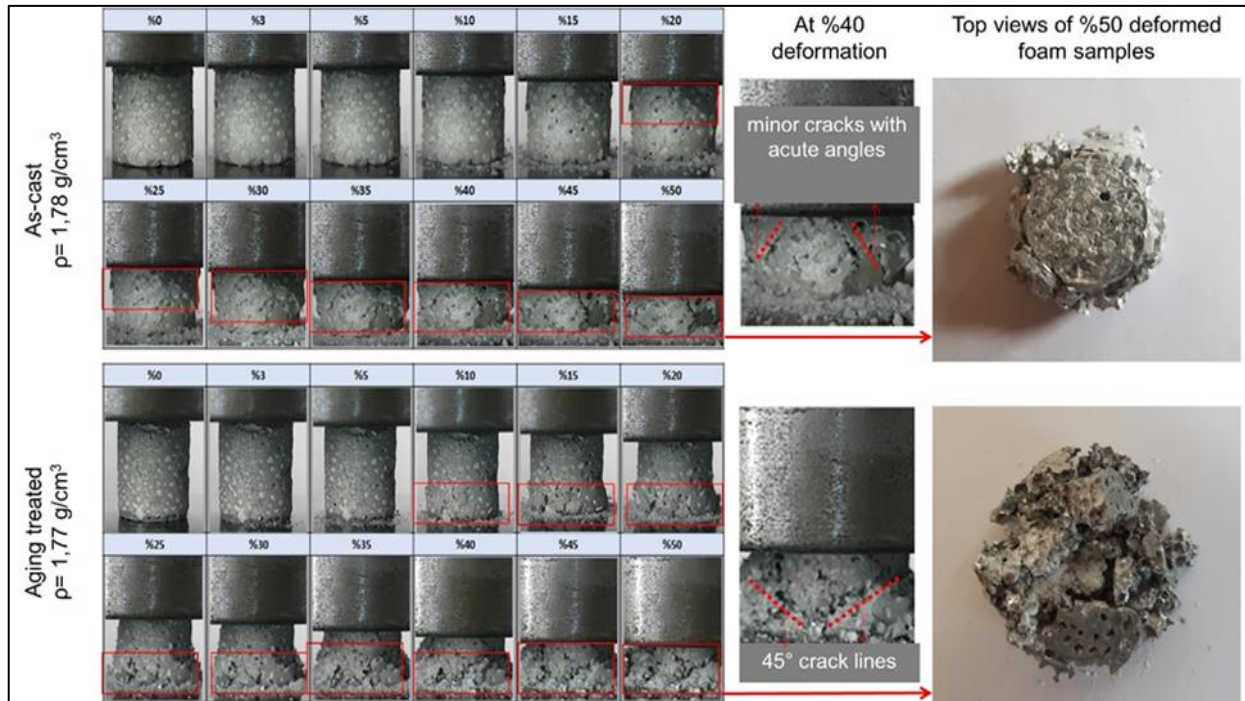 %0 %3 %5 %10 %15 %20
At %40
deformation
Top views of %50 deformed
foam samples
As-cast
ρ= 1,78 g/cm³
minor cracks with
acute angles
%25 %30 %35 %40 %45 %50
%0 %3 %5 %10 %15 %20
Aging treated
ρ= 1,77 g/cm³
%25 %30 %35 %40 %45 %50
45° crack lines